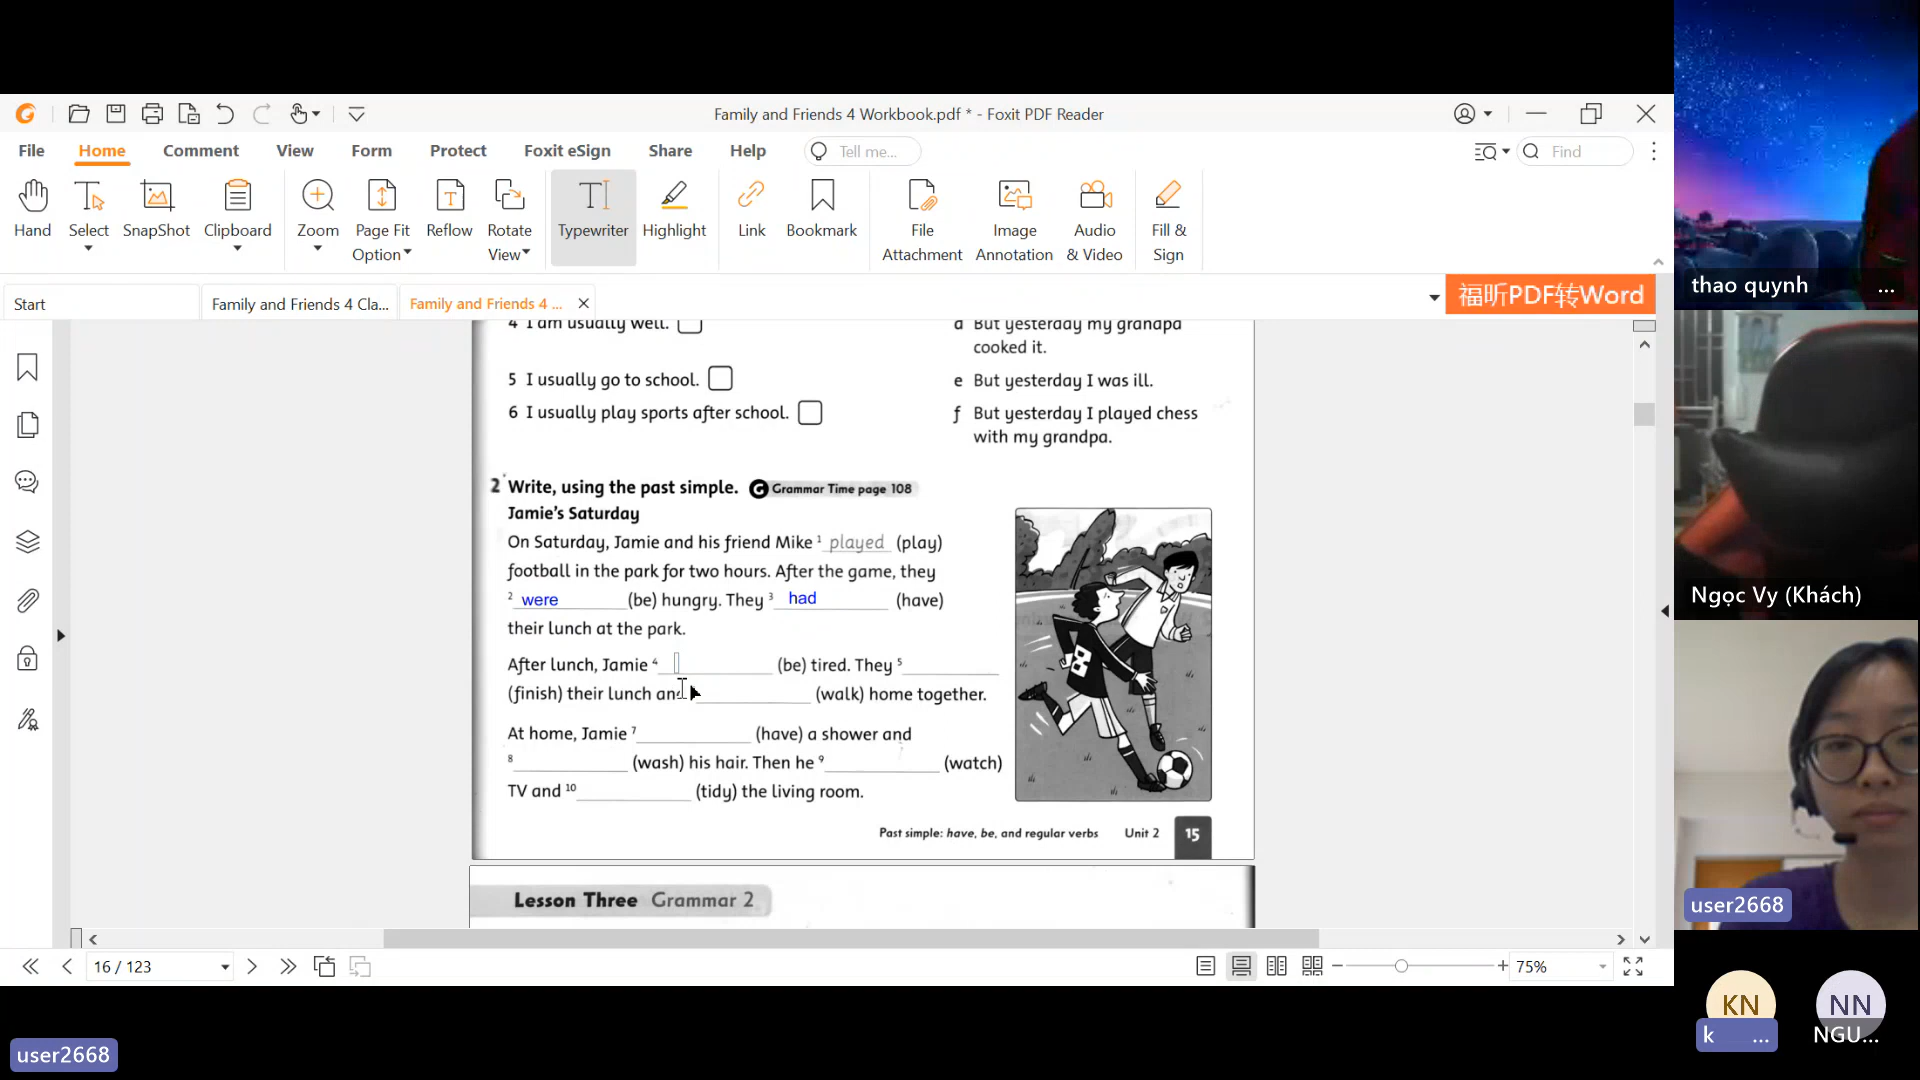 Family and Friends 4 Workbook.pdf * - Foxit PDF Reader
File Home Comment View Form Protect Foxit eSign Share Help Tell me... Find
Hand Select SnapShot Clipboard Zoom Page Fit Option Reflow Rotate View Typewriter Highlight Link Bookmark File Attachment Image Annotation Audio & Video Fill & Sign
Start Family and Friends 4 Cla... Family and Friends 4 ... 福昕PDF转Word
4 I am usually well.
d But yesterday my grandpa
cooked it.
5 I usually go to school.
e But yesterday I was ill.
6 I usually play sports after school.
f But yesterday I played chess
with my grandpa.
2 Write, using the past simple. G Grammar Time page 108
Jamie's Saturday
On Saturday, Jamie and his friend Mike 1 played (play)
football in the park for two hours. After the game, they
2 were (be) hungry. They 3 had (have)
their lunch at the park.
After lunch, Jamie 4 (be) tired. They 5
(finish) their lunch and (walk) home together.
At home, Jamie 7 (have) a shower and
8 (wash) his hair. Then he 9 (watch)
TV and 10 (tidy) the living room.
8
Past simple: have, be, and regular verbs Unit 2 15
Lesson Three Grammar 2
16 / 123
75%
thao quynh ...
Ngọc Vy (Khách)
user2668
KN NN
k ... NGU...
user2668